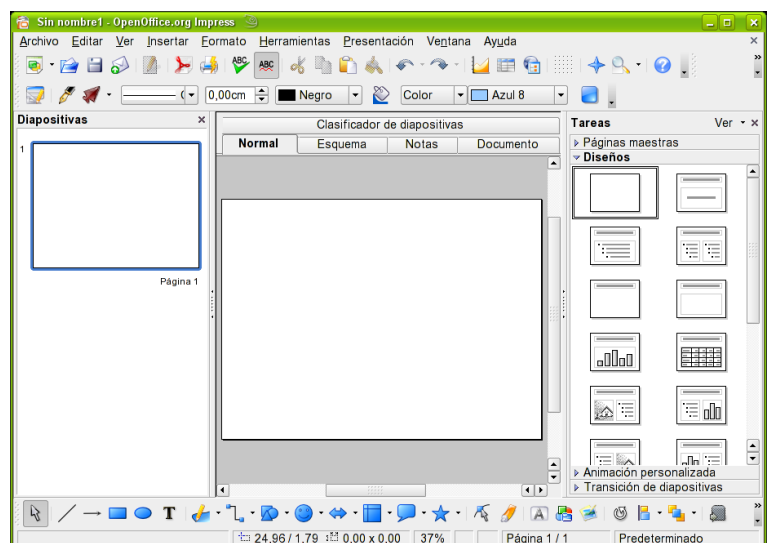 Sin nombre1 - OpenOffice.org Impress
Archivo Editar Ver Insertar Formato Herramientas Presentación Ventana Ayuda
ABC ABC
0,00cm Negro Color Azul 8
Diapositivas
Clasificador de diapositivas
Normal Esquema Notas Documento
1
Página 1
Tareas Ver
Páginas maestras
Diseños
Animación personalizada
Transición de diapositivas
T A
24,96 / 1,79 0,00 x 0,00 37% Página 1 / 1 Predeterminado